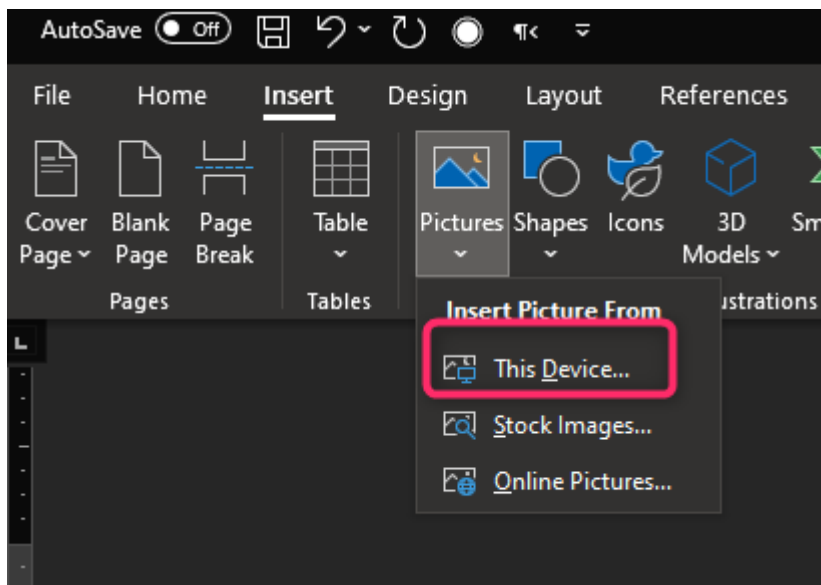 AutoSave Off
File Home Insert Design Layout References
Cover Page
Blank Page
Page Break
Table
Pictures
Shapes
Icons
3D Models
Pages
Tables
Insert Picture From
This Device...
Stock Images...
Online Pictures...